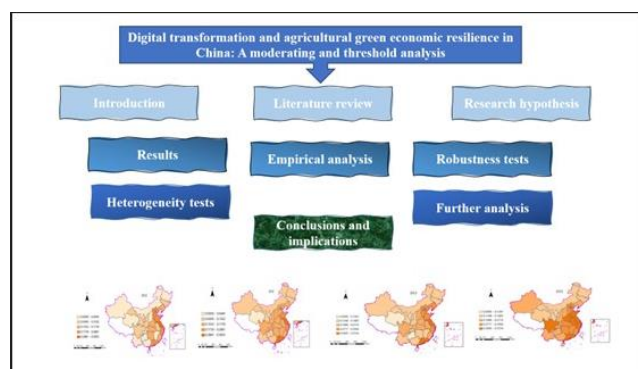 Digital transformation and agricultural green economic resilience in
China: A moderating and threshold analysis
Introduction
Literature review
Research hypothesis
Results
Empirical analysis
Robustness tests
Heterogeneity tests
Further analysis
Conclusions and
implications